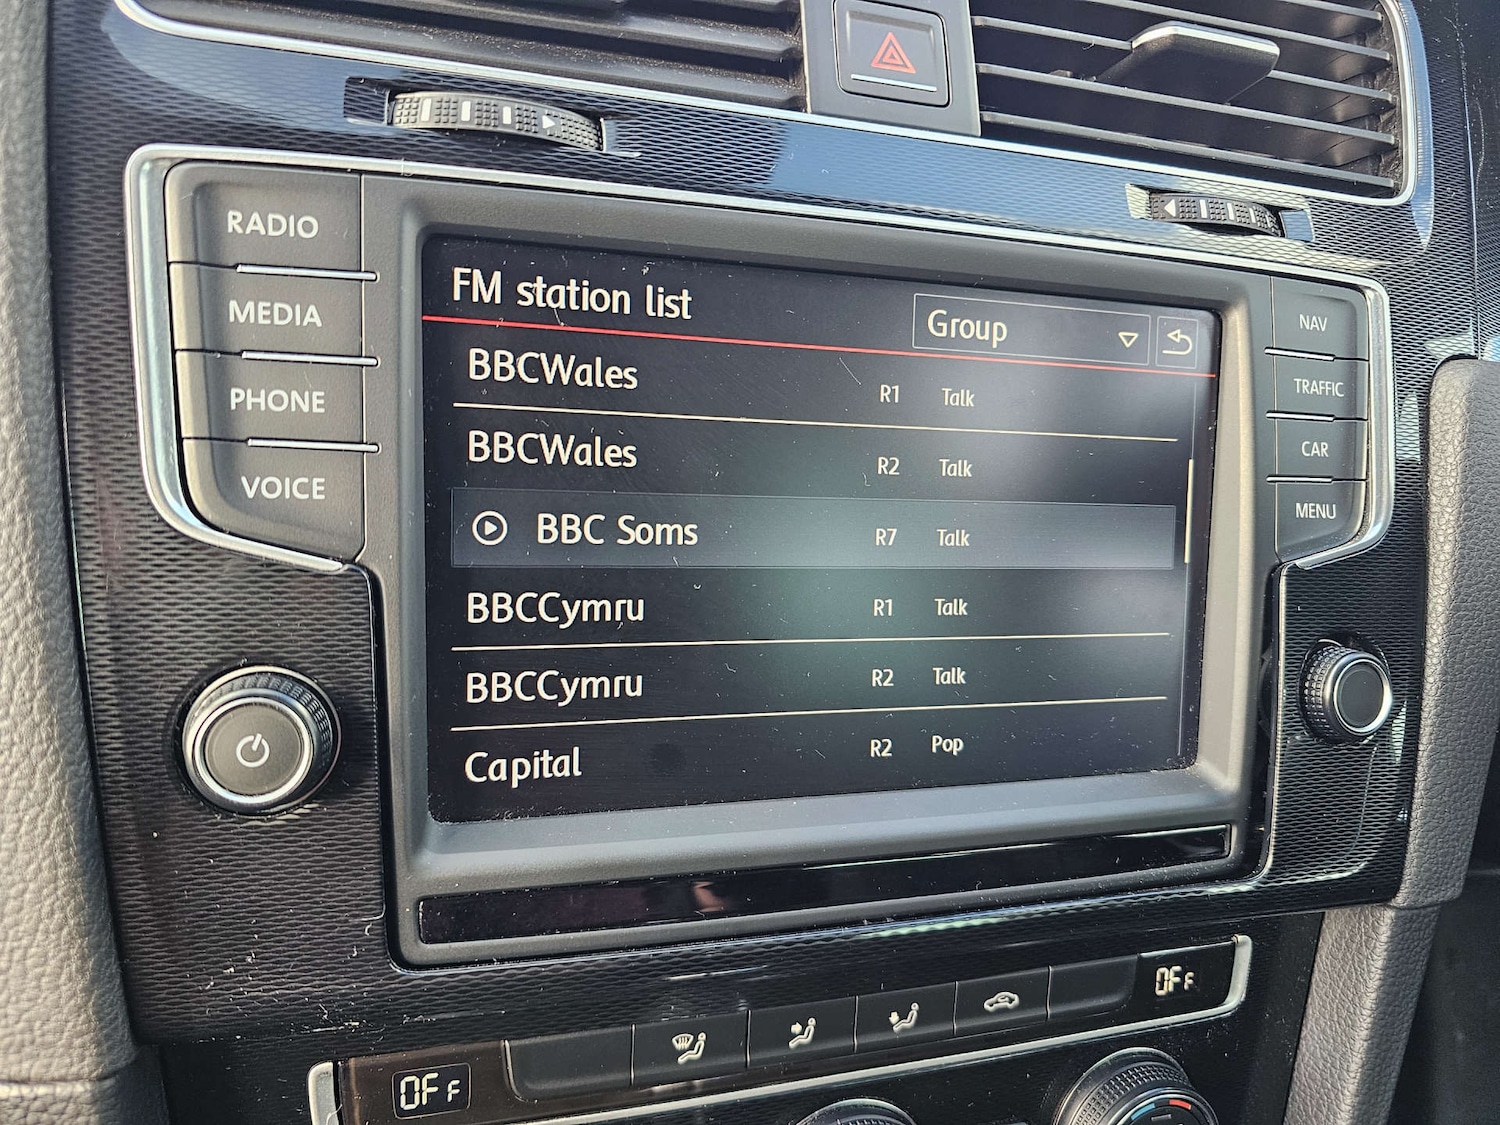 RADIO
MEDIA
PHONE
VOICE
FM station list
Group
BBCWales R1 Talk
BBCWales R2 Talk
BBC Soms R7 Talk
BBCCymru R1 Talk
BBCCymru R2 Talk
Capital R2 Pop
NAV
TRAFFIC
CAR
MENU
OFF
OFF